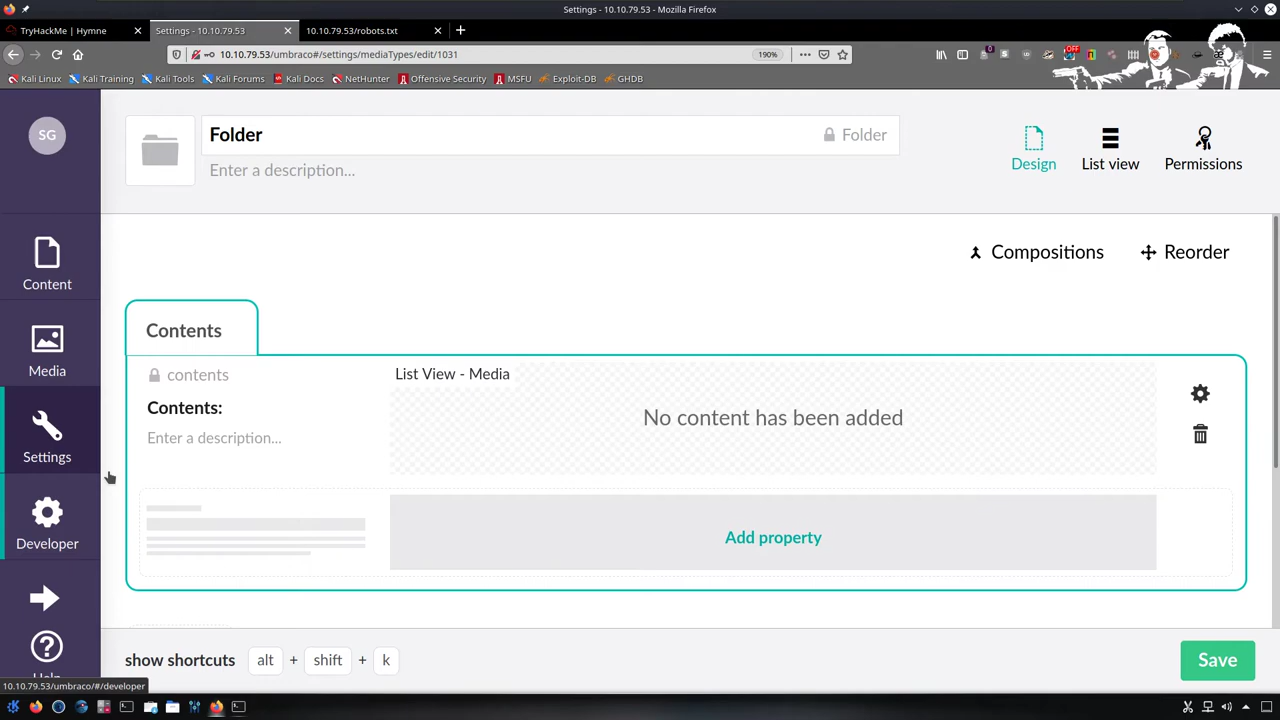 Settings - 10.10.79.53 - Mozilla Firefox
TryHackMe | Hymne
Settings - 10.10.79.53
10.10.79.53/robots.txt
10.10.79.53/umbraco#/settings/mediaTypes/edit/1031
190%
0
OFF
Kali Linux
Kali Training
Kali Tools
Kali Forums
Kali Docs
NetHunter
Offensive Security
MSFU
Exploit-DB
GHDB
SG
Content
Media
Settings
Developer
Help
Folder
Folder
Enter a description...
Design
List view
Permissions
Compositions
Reorder
Contents
contents
Contents:
Enter a description...
List View - Media
No content has been added
Add property
show shortcuts alt + shift + k
Save
10.10.79.53/umbraco/#/developer